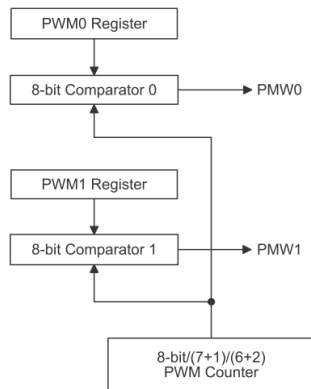 PWM0 Register
8-bit Comparator 0
PMW0
PWM1 Register
8-bit Comparator 1
PMW1
8-bit/(7+1)/(6+2)
PWM Counter